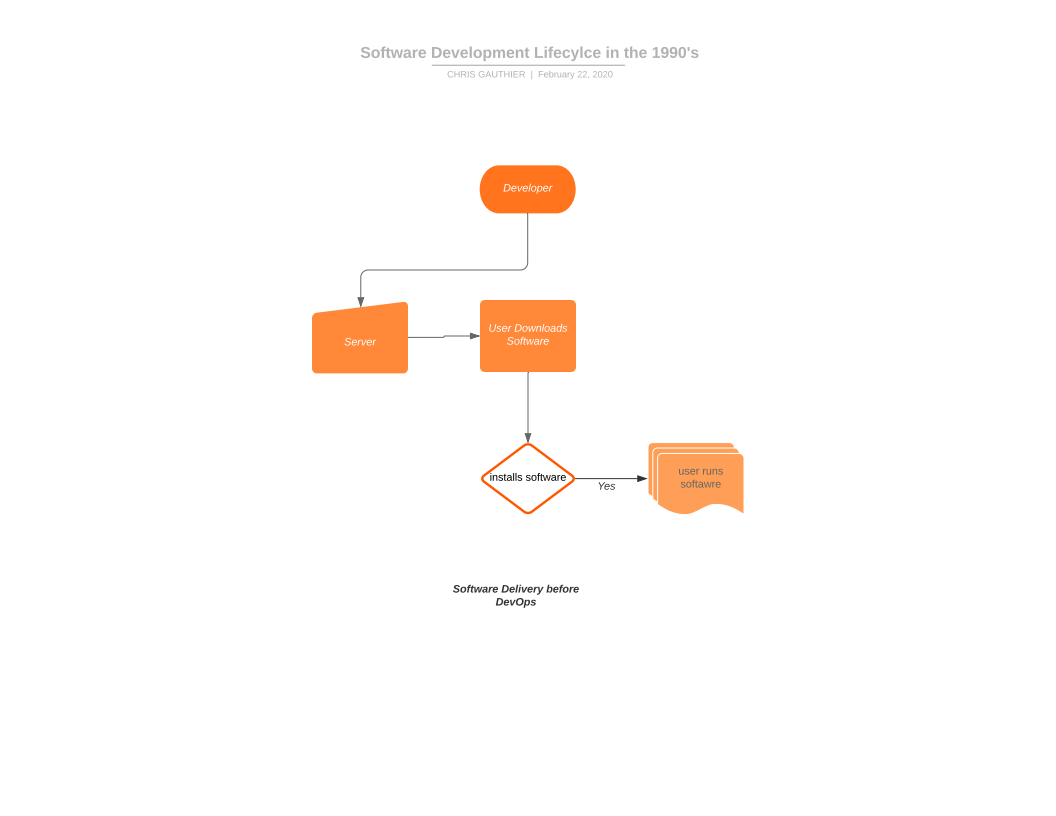 Software Development Lifecylce in the 1990's
CHRIS GAUTHIER | February 22, 2020
Developer
Server
User Downloads
Software
installs software
Yes
user runs
softawre
Software Delivery before
DevOps